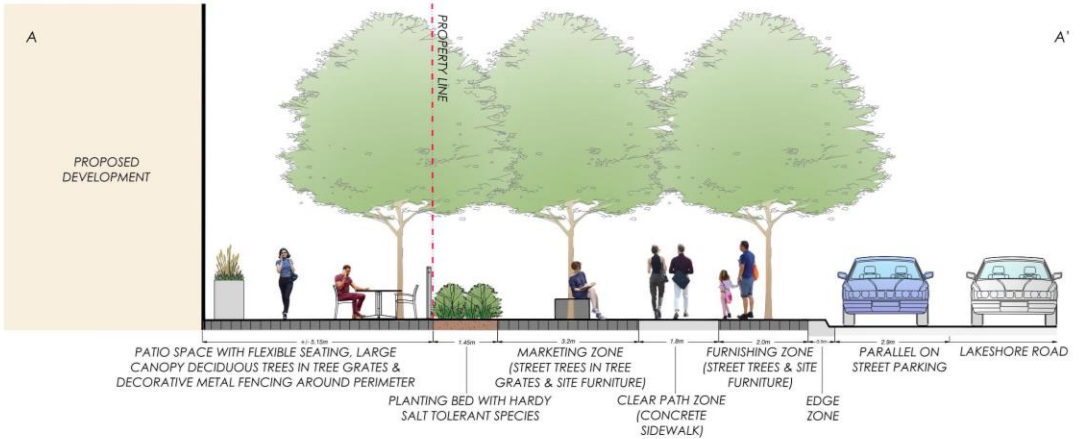 A
PROPERTY LINE
A'
PROPOSED
DEVELOPMENT
+/- 5.15m
1.45m
3.2m
1.8m
2.0m
2.9m
PATIO SPACE WITH FLEXIBLE SEATING, LARGE
CANOPY DECIDUOUS TREES IN TREE GRATES &
DECORATIVE METAL FENCING AROUND PERIMETER
PLANTING BED WITH HARDY
SALT TOLERANT SPECIES
MARKETING ZONE
(STREET TREES IN TREE
GRATES & SITE FURNITURE)
CLEAR PATH ZONE
(CONCRETE
SIDEWALK)
FURNISHING ZONE
(STREET TREES & SITE
FURNITURE)
EDGE
ZONE
PARALLEL ON
STREET PARKING
LAKESHORE ROAD